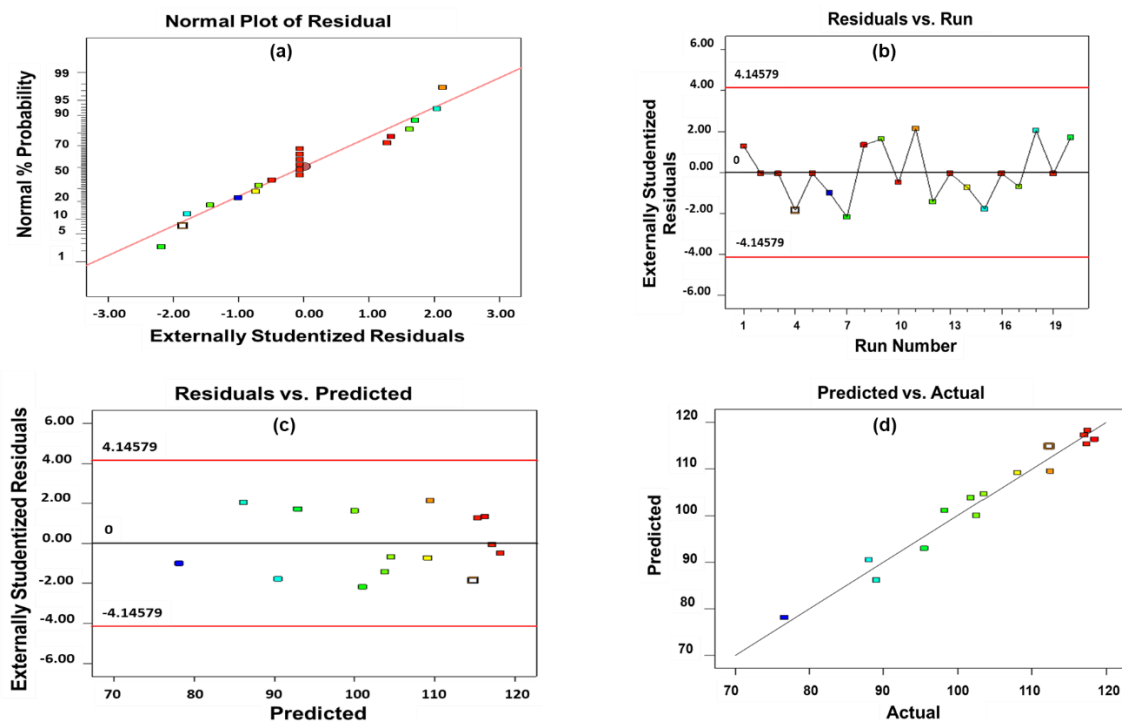 Normal Plot of Residual
(a)
Normal % Probability
99
95
90
70
50
20
10
5
1
-3.00 -2.00 -1.00 0.00 1.00 2.00 3.00
Externally Studentized Residuals
Residuals vs. Run
(b)
Externally Studentized
Residuals
6.00
4.00
2.00
0.00
-2.00
-4.00
-6.00
4.14579
0
-4.14579
1 4 7 10 13 16 19
Run Number
Residuals vs. Predicted
(c)
Externally Studentized Residuals
6.00
4.00
2.00
0.00
-2.00
-4.00
-6.00
4.14579
0
-4.14579
70 80 90 100 110 120
Predicted
Predicted vs. Actual
(d)
Predicted
120
110
100
90
80
70
70 80 90 100 110 120
Actual